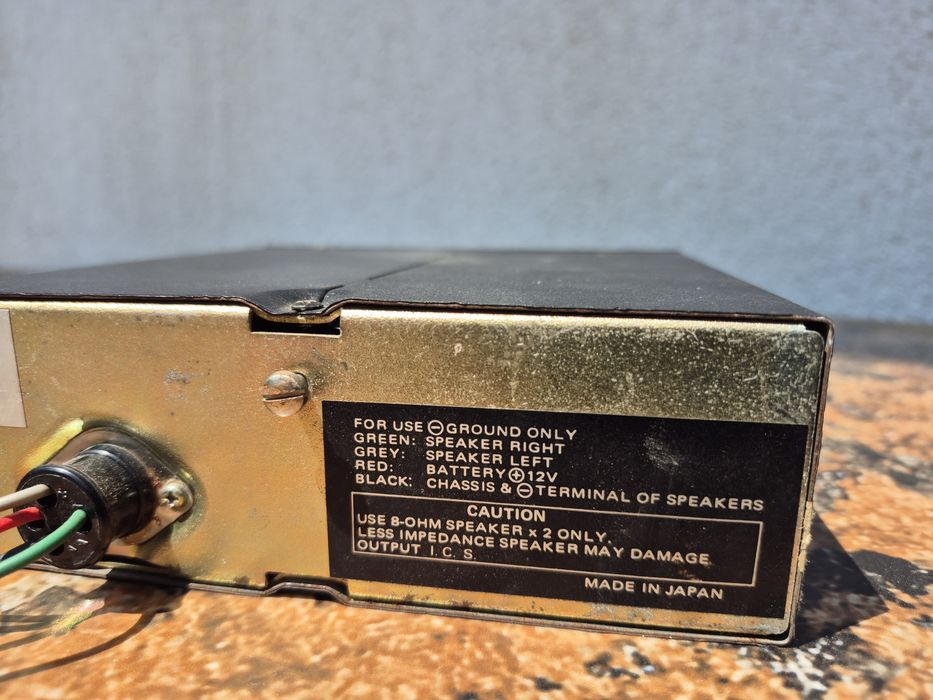 FOR USE ⊖ GROUND ONLY
GREEN: SPEAKER RIGHT
GREY: SPEAKER LEFT
RED: BATTERY ⊕ 12V
BLACK: CHASSIS & ⊖ TERMINAL OF SPEAKERS
CAUTION
USE 8-OHM SPEAKER x 2 ONLY.
LESS IMPEDANCE SPEAKER MAY DAMAGE
OUTPUT I.C.S.
MADE IN JAPAN